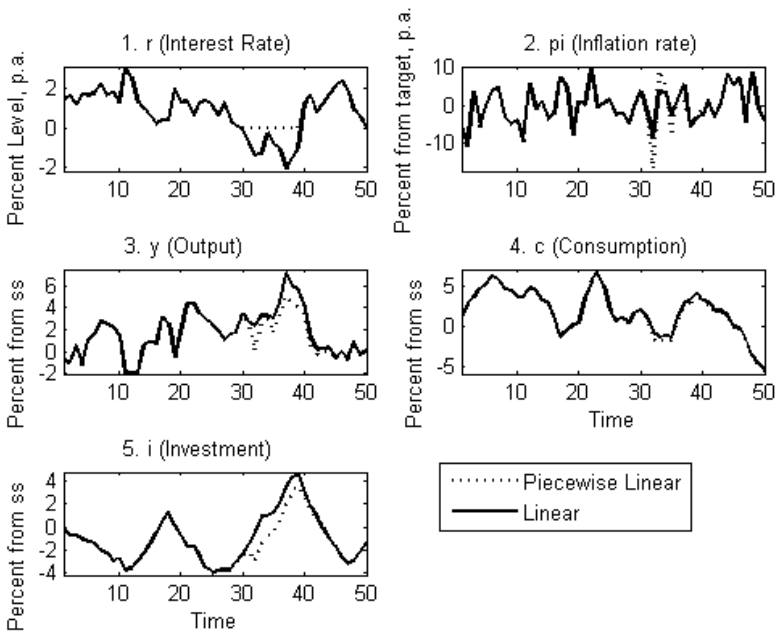 1. r (Interest Rate)
Percent Level, p.a.
2
0
-2
10 20 30 40 50
2. pi (Inflation rate)
Percent from target, p.a.
10
0
-10
10 20 30 40 50
3. y (Output)
Percent from ss
6
4
2
0
-2
10 20 30 40 50
4. c (Consumption)
Percent from ss
5
0
-5
10 20 30 40 50
Time
5. i (Investment)
Percent from ss
4
2
0
-2
-4
10 20 30 40 50
Time
Piecewise Linear
Linear